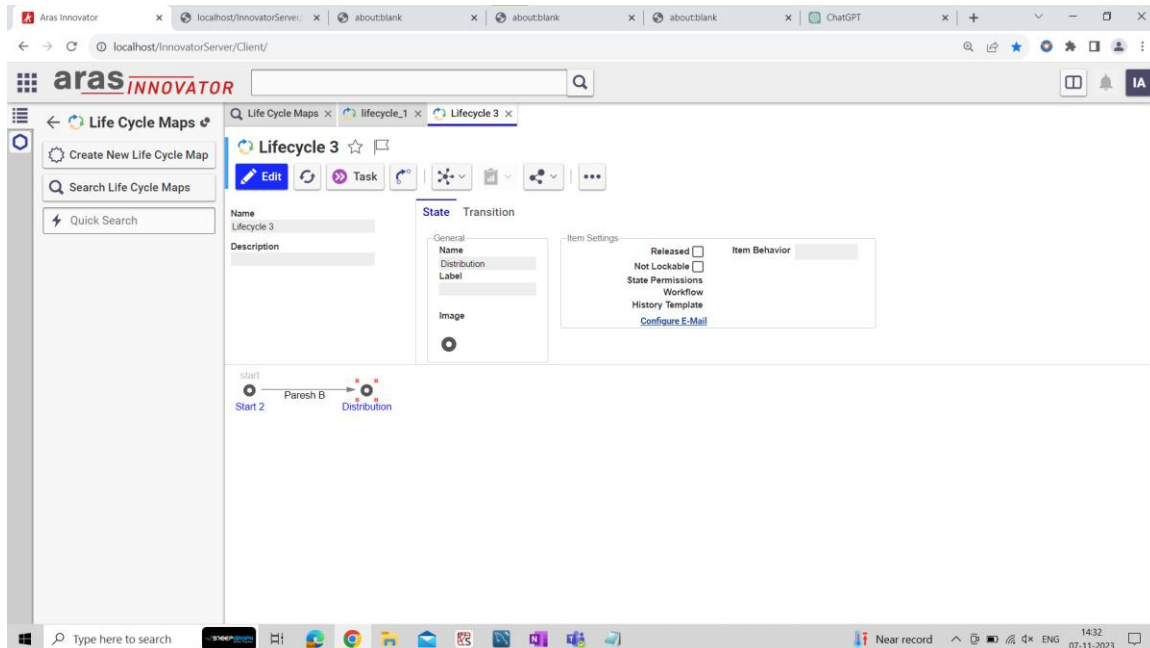 Aras Innovator
localhost/InnovatorServer/
about:blank
about:blank
about:blank
ChatGPT
localhost/InnovatorServer/Client/
aras INNOVATOR
IA
Life Cycle Maps
Life Cycle Maps
lifecycle_1
Lifecycle 3
Create New Life Cycle Map
Search Life Cycle Maps
Quick Search
Lifecycle 3
Edit
Task
Name
Lifecycle 3
Description
State Transition
General
Name
Distribution
Label
Image
Item Settings
Released
Not Lockable
State Permissions
Workflow
History Template
Configure E-Mail
Item Behavior
start
Start 2
Paresh B
Distribution
Type here to search
Near record
ENG
14:32
07-11-2023